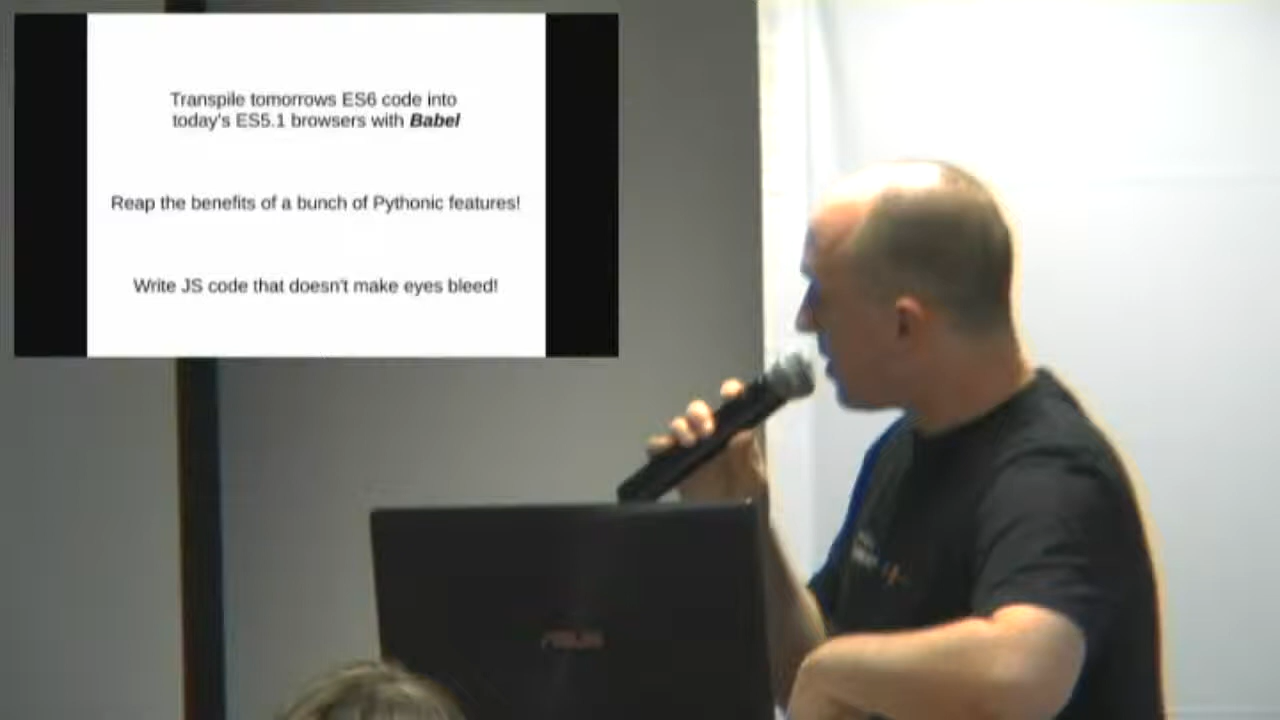 Transpile tomorrows ES6 code into
today's ES5.1 browsers with Babel
Reap the benefits of a bunch of Pythonic features!
Write JS code that doesn't make eyes bleed!
ASUS